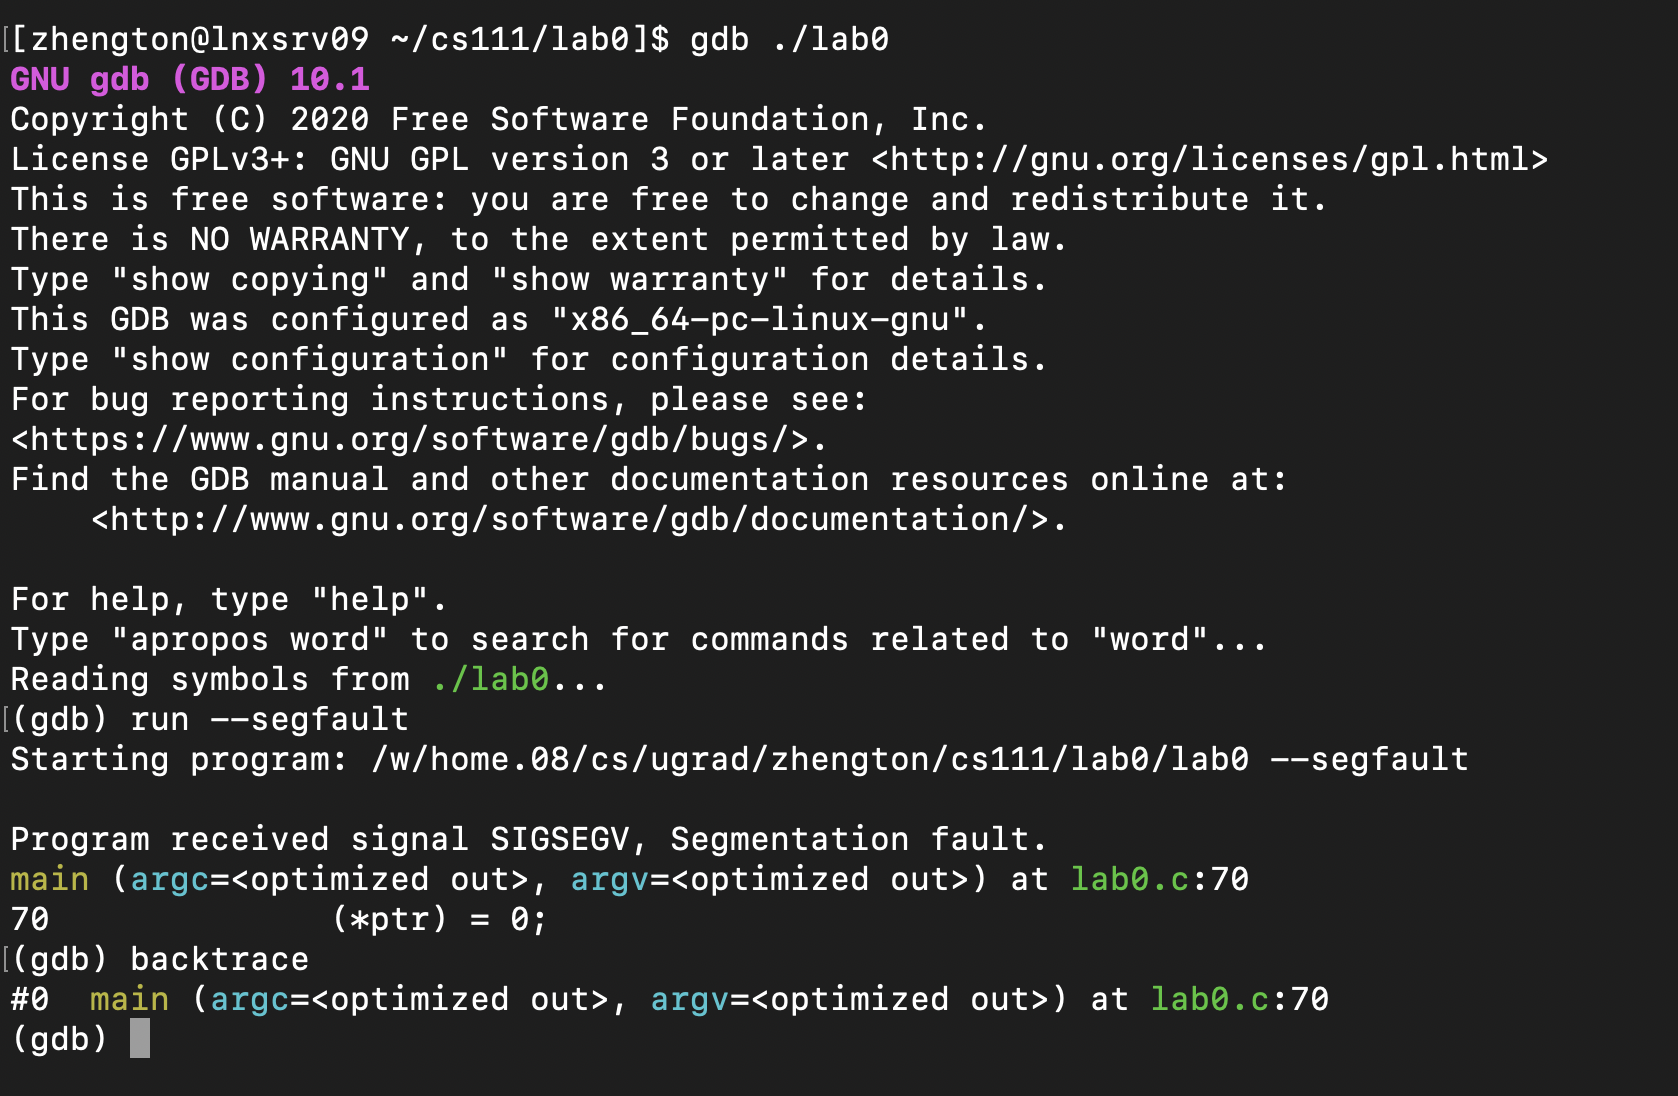 [[zhengton@lnxsrv09 ~/cs111/lab0]$ gdb ./lab0
GNU gdb (GDB) 10.1
Copyright (C) 2020 Free Software Foundation, Inc.
License GPLv3+: GNU GPL version 3 or later <http://gnu.org/licenses/gpl.html>
This is free software: you are free to change and redistribute it.
There is NO WARRANTY, to the extent permitted by law.
Type "show copying" and "show warranty" for details.
This GDB was configured as "x86_64-pc-linux-gnu".
Type "show configuration" for configuration details.
For bug reporting instructions, please see:
<https://www.gnu.org/software/gdb/bugs/>.
Find the GDB manual and other documentation resources online at:
    <http://www.gnu.org/software/gdb/documentation/>.

For help, type "help".
Type "apropos word" to search for commands related to "word"...
Reading symbols from ./lab0...
[(gdb) run --segfault
Starting program: /w/home.08/cs/ugrad/zhengton/cs111/lab0/lab0 --segfault

Program received signal SIGSEGV, Segmentation fault.
main (argc=<optimized out>, argv=<optimized out>) at lab0.c:70
70              (*ptr) = 0;
[(gdb) backtrace
#0  main (argc=<optimized out>, argv=<optimized out>) at lab0.c:70
(gdb)